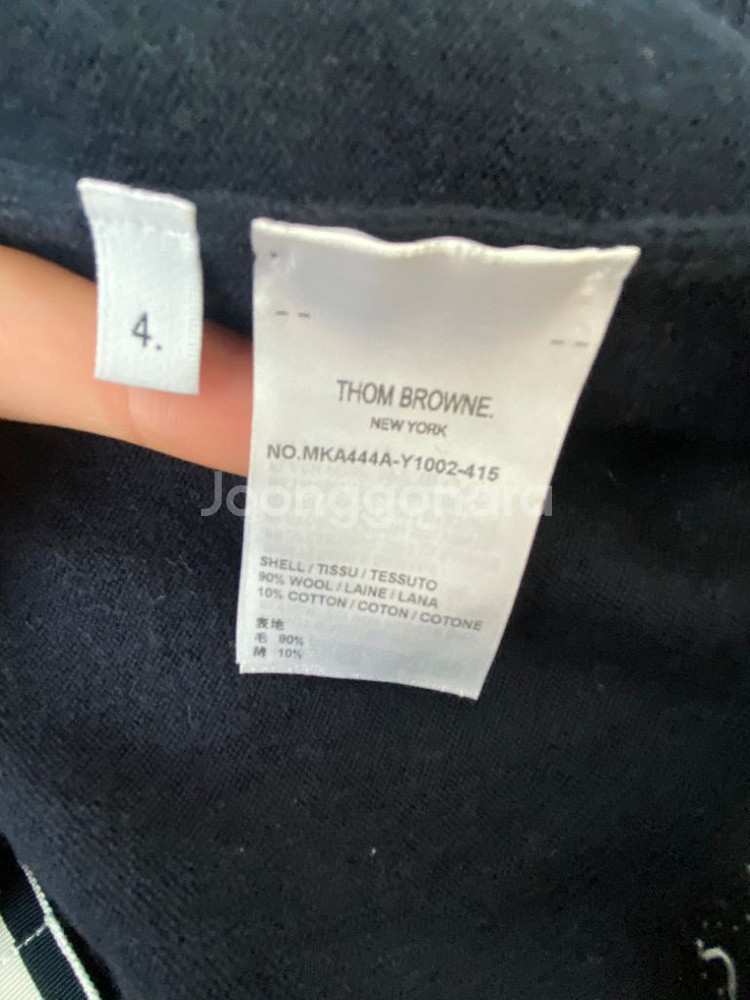 4.
THOM BROWNE.
NEW YORK
NO.MKA444A-Y1002-415
Joonggonara
SHELL / TISSU / TESSUTO
90% WOOL / LAINE / LANA
10% COTTON / COTON / COTONE
表地
毛 90%
綿 10%